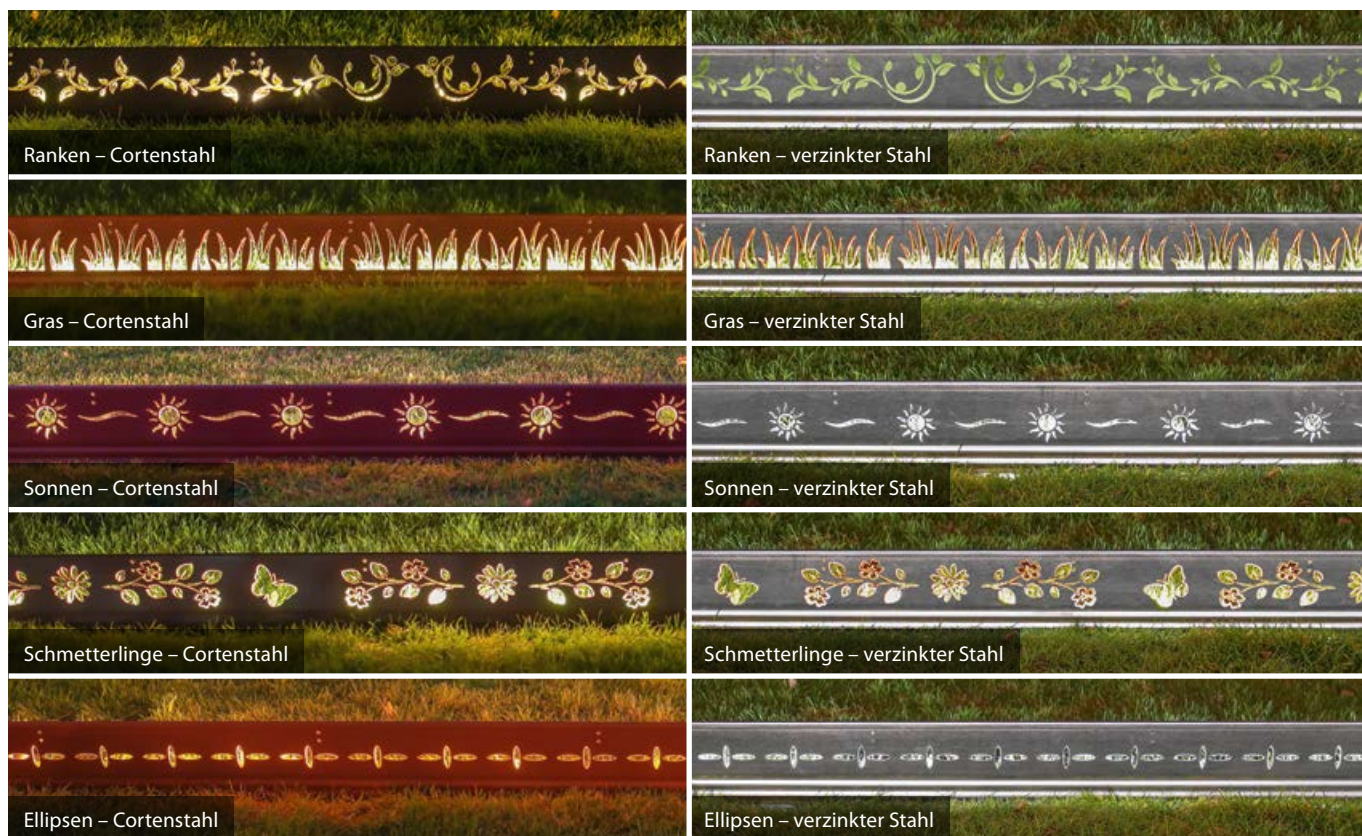 Ranken – Cortenstahl
Ranken – verzinkter Stahl
Gras – Cortenstahl
Gras – verzinkter Stahl
Sonnen – Cortenstahl
Sonnen – verzinkter Stahl
Schmetterlinge – Cortenstahl
Schmetterlinge – verzinkter Stahl
Ellipsen – Cortenstahl
Ellipsen – verzinkter Stahl